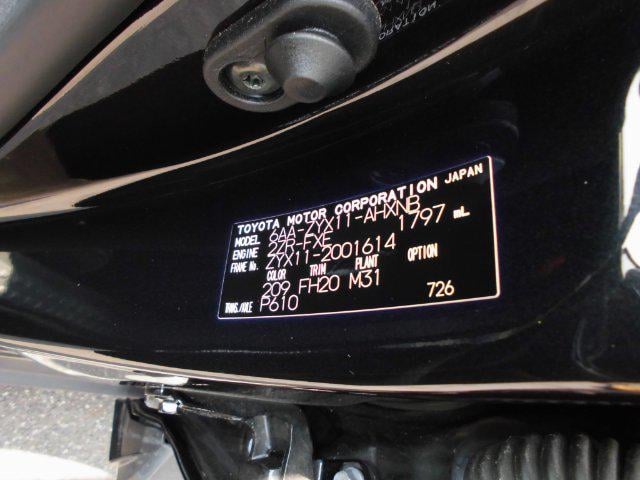 TOYOTA MOTOR CORPORATION JAPAN
MODEL 6AA-ZYX11-AHXNB
ENGINE 2ZR-FXE 1797 mL
FRAME No. ZYX11-2001614
COLOR TRIM PLANT OPTION
209 FH20 M31
TRNS./AXLE P610 726